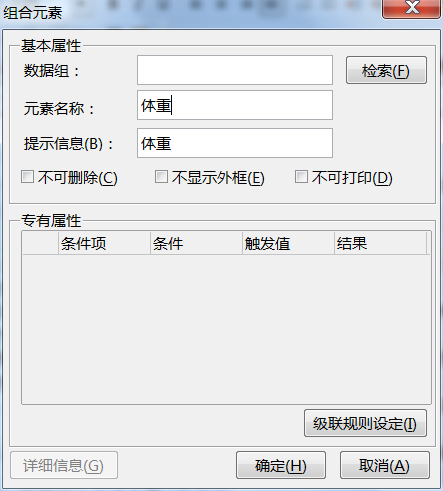 组合元素
基本属性
数据组： 检索(F)
元素名称： 体重
提示信息(B)： 体重
不可删除(C) 不显示外框(E) 不可打印(D)
专有属性
条件项 条件 触发值 结果
级联规则设定(I)
详细信息(G) 确定(H) 取消(A)